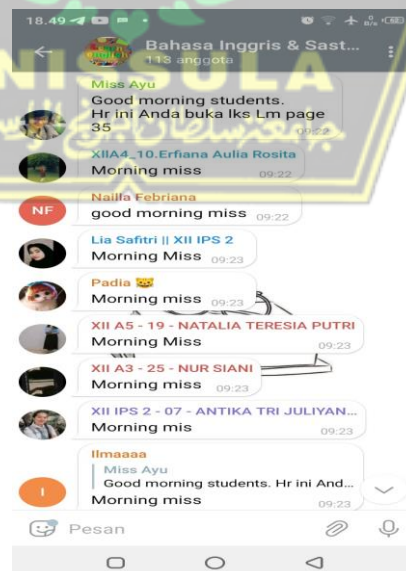 18.49
Bahasa Inggris & Sast...
113 anggota
NISSULA
Miss Ayu
Good morning students.
Hr ini Anda buka lks Lm page
35 09:22
XIIA4_10.Erfiana Aulia Rosita
Morning miss 09:22
NF
Nailla Febriana
good morning miss 09:22
Lia Safitri || XII IPS 2
Morning Miss 09:23
Padia
Morning miss 09:23
XII A5 - 19 - NATALIA TERESIA PUTRI
Morning Miss 09:23
XII A3 - 25 - NUR SIANI
Morning miss 09:23
XII IPS 2 - 07 - ANTIKA TRI JULIYAN...
Morning mis 09:23
Ilmaaaa
Miss Ayu
Good morning students. Hr ini And...
I
Morning miss 09:23
Pesan